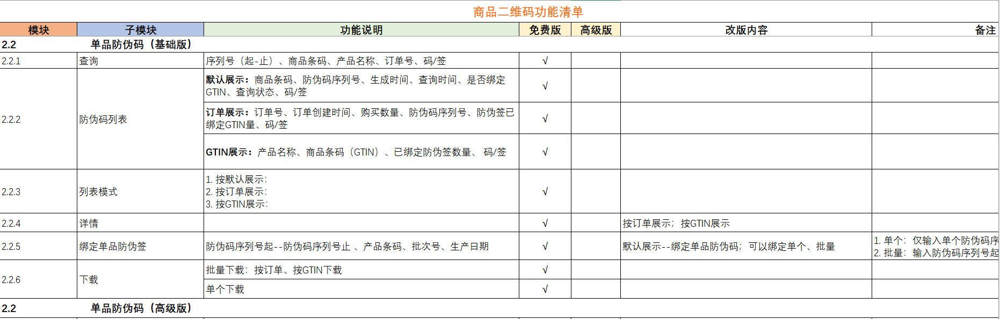 商品二维码功能清单
模块 子模块 功能说明 免费版 高级版 改版内容 备注
2.2 单品防伪码（基础版）
2.2.1 查询 序列号（起-止）、商品条码、产品名称、订单号、码/签 √
2.2.2 防伪码列表
默认展示：商品条码、防伪码序列号、生成时间、查询时间、是否绑定
GTIN、查询状态、码/签 √
订单展示：订单号、订单创建时间、购买数量、防伪码序列号、防伪签已
绑定GTIN量、码/签 √
GTIN展示：产品名称、商品条码（GTIN）、已绑定防伪签数量、 码/签 √
2.2.3 列表模式
1. 按默认展示：
2. 按订单展示： √
3. 按GTIN展示：
2.2.4 详情 √ 按订单展示；按GTIN展示
2.2.5 绑定单品防伪签 防伪码序列号起--防伪码序列号止 、产品条码、批次号、生产日期 √ 默认展示--绑定单品防伪码；可以绑定单个、批量
1. 单个：仅输入单个防伪码序
2. 批量：输入防伪码序列号起
2.2.6 下载
批量下载：按订单、按GTIN下载 √
单个下载 √
2.2 单品防伪码（高级版）